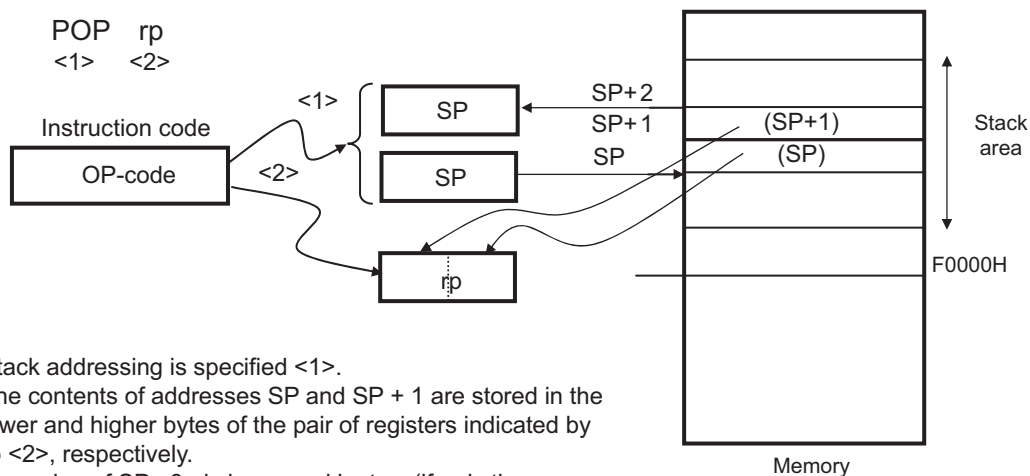 POP rp
<1> <2>
<1>
SP
SP+2
SP+1
(SP+1)
Stack
area
Instruction code
OP-code
<2>
SP
SP
(SP)
rp
F0000H
tack addressing is specified <1>.
he contents of addresses SP and SP + 1 are stored in the
wer and higher bytes of the pair of registers indicated by
<2>, respectively.
Memory